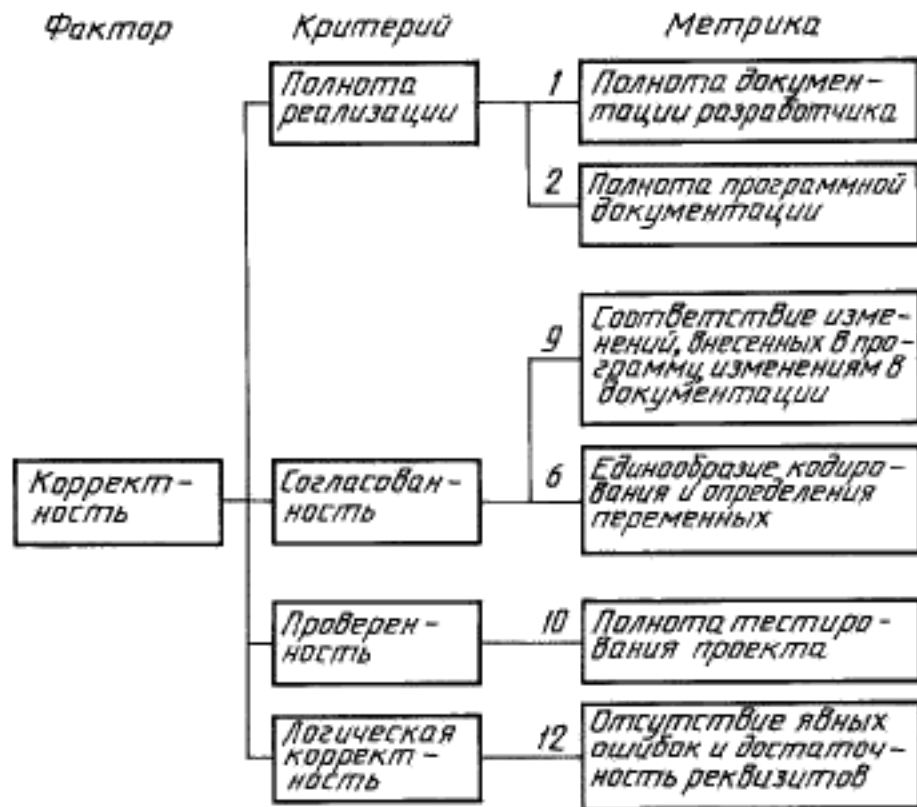 Фактор Критерий Метрика
Полнота
реализации
1
Полнота докумен-
тации разработчика
2
Полнота программной
документации
9
Соответствие изме-
нений, внесенных в про-
грамму, изменениям в
документации
Коррект-
ность
Согласован-
ность
6
Единообразие кодиро-
вания и определения
переменных
Проверен-
ность
10
Полнота тестиро-
вания проекта
Логическая
коррект-
ность
12
Отсутствие явных
ошибок и достаточ-
ность реквизитов